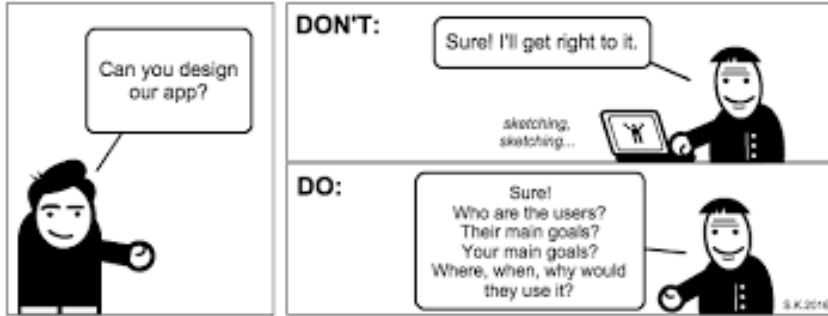 Can you design
our app?
DON'T:
Sure! I'll get right to it.
sketching,
sketching...
DO:
Sure!
Who are the users?
Their main goals?
Your main goals?
Where, when, why would
they use it?
S.K.2016